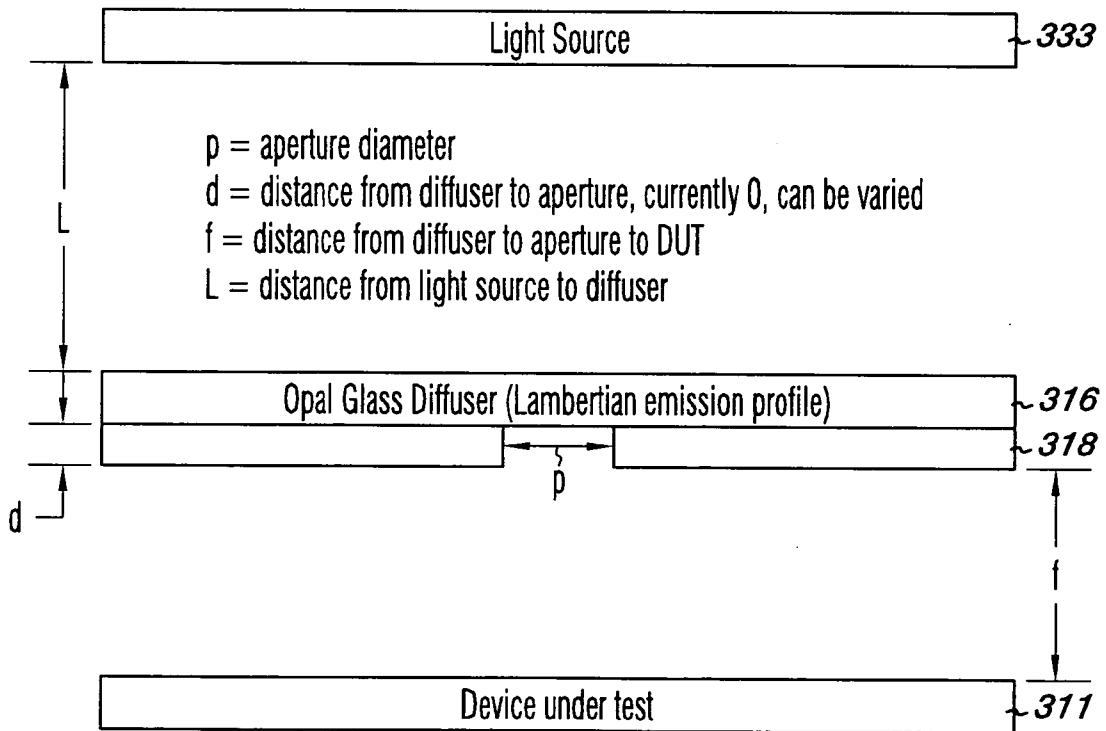 Light Source
333
p = aperture diameter
d = distance from diffuser to aperture, currently 0, can be varied
f = distance from diffuser to aperture to DUT
L = distance from light source to diffuser
L
Opal Glass Diffuser (Lambertian emission profile)
316
318
p
d
f
Device under test
311